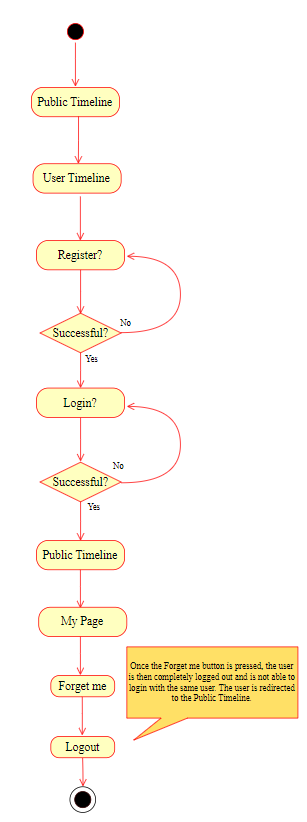 Public Timeline
User Timeline
Register?
No
Successful?
Yes
Login?
No
Successful?
Yes
Public Timeline
My Page
Once the Forget me button is pressed, the user
is then completely logged out and is not able to
login with the same user. The user is redirected
to the Public Timeline.
Forget me
Logout